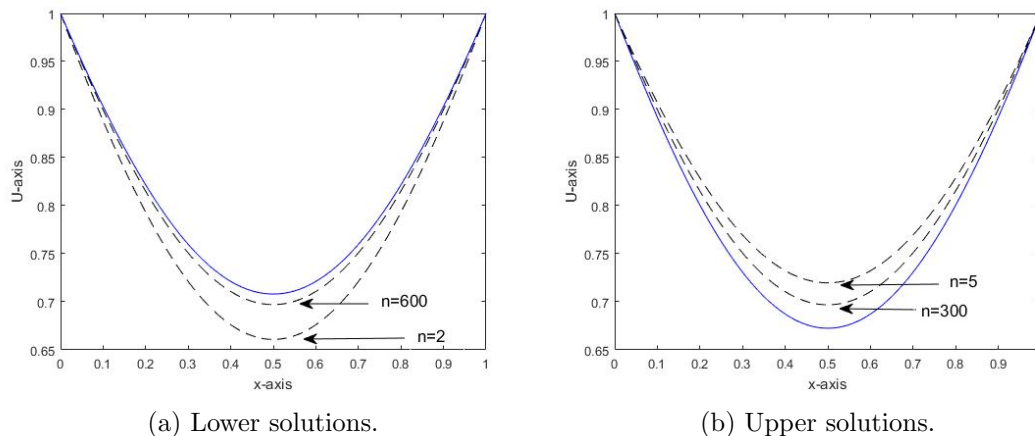 1
0.95
0.9
0.85
0.8
0.75
0.7
0.65
U-axis
0 0.1 0.2 0.3 0.4 0.5 0.6 0.7 0.8 0.9 1
x-axis
n=600
n=2
(a) Lower solutions.
1
0.95
0.9
0.85
0.8
0.75
0.7
0.65
U-axis
0 0.1 0.2 0.3 0.4 0.5 0.6 0.7 0.8 0.9
x-axis
n=5
n=300
(b) Upper solutions.